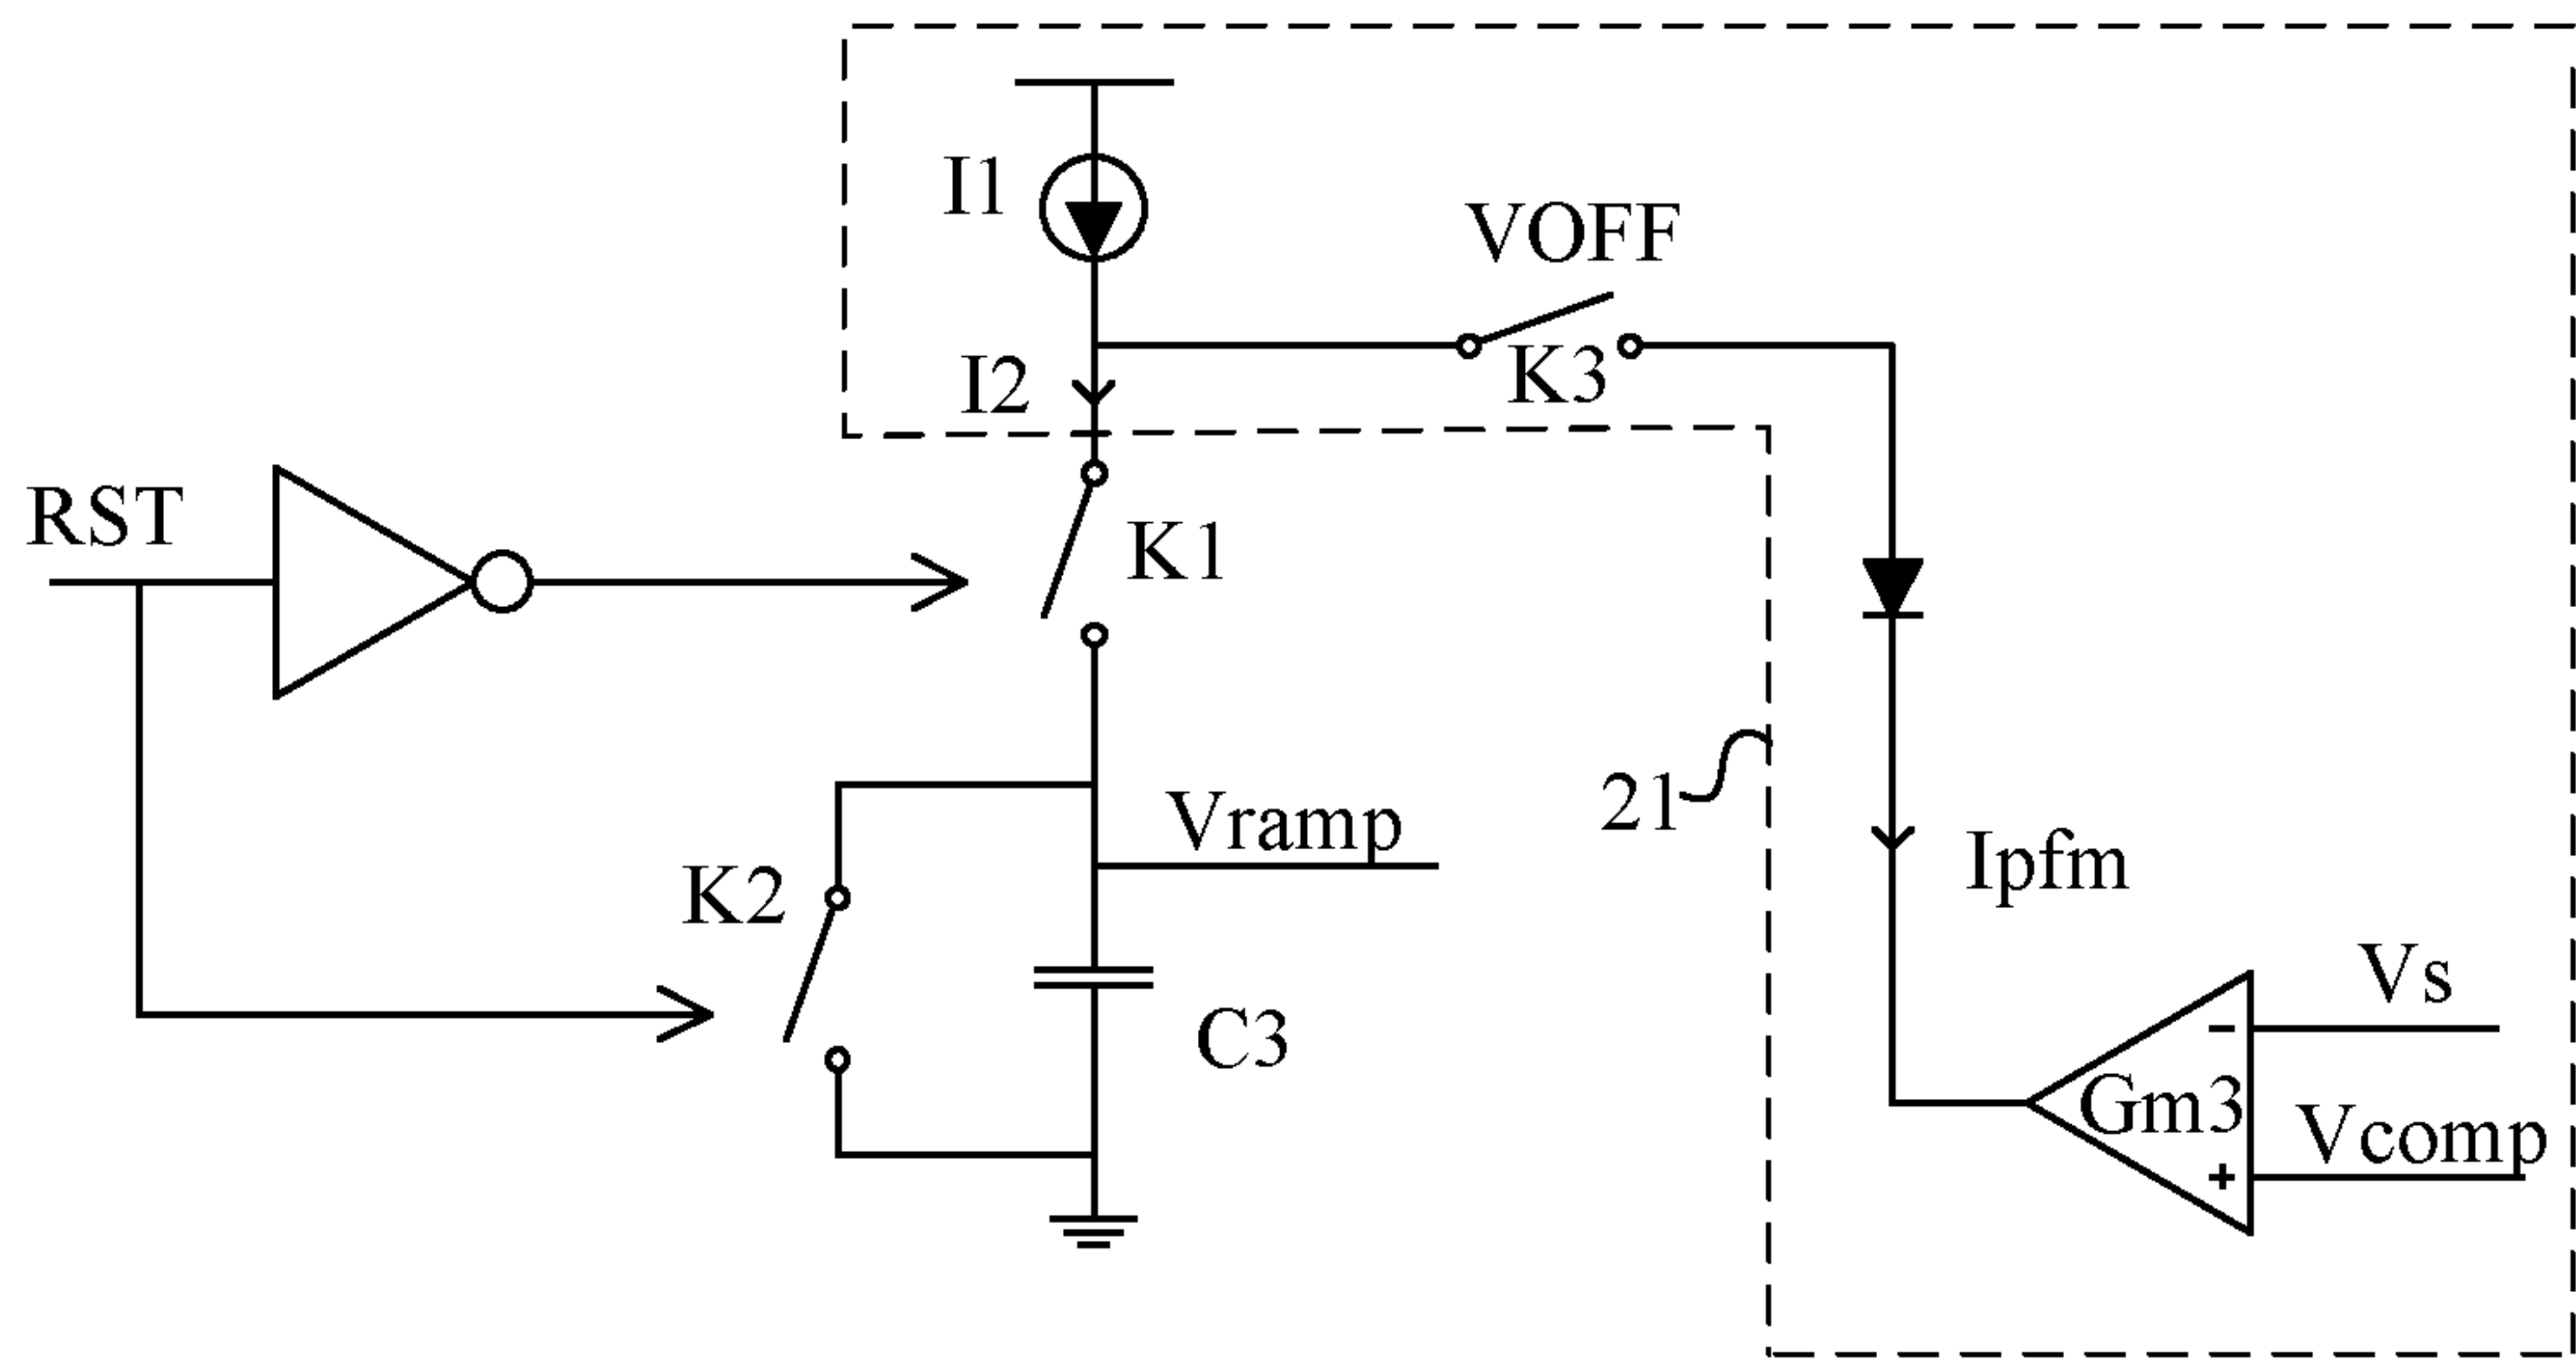 I1
VOFF
I2
K3
RST
K1
21
Vramp
Ipfm
K2
Vs
C3
-
Gm3
Vcomp
+